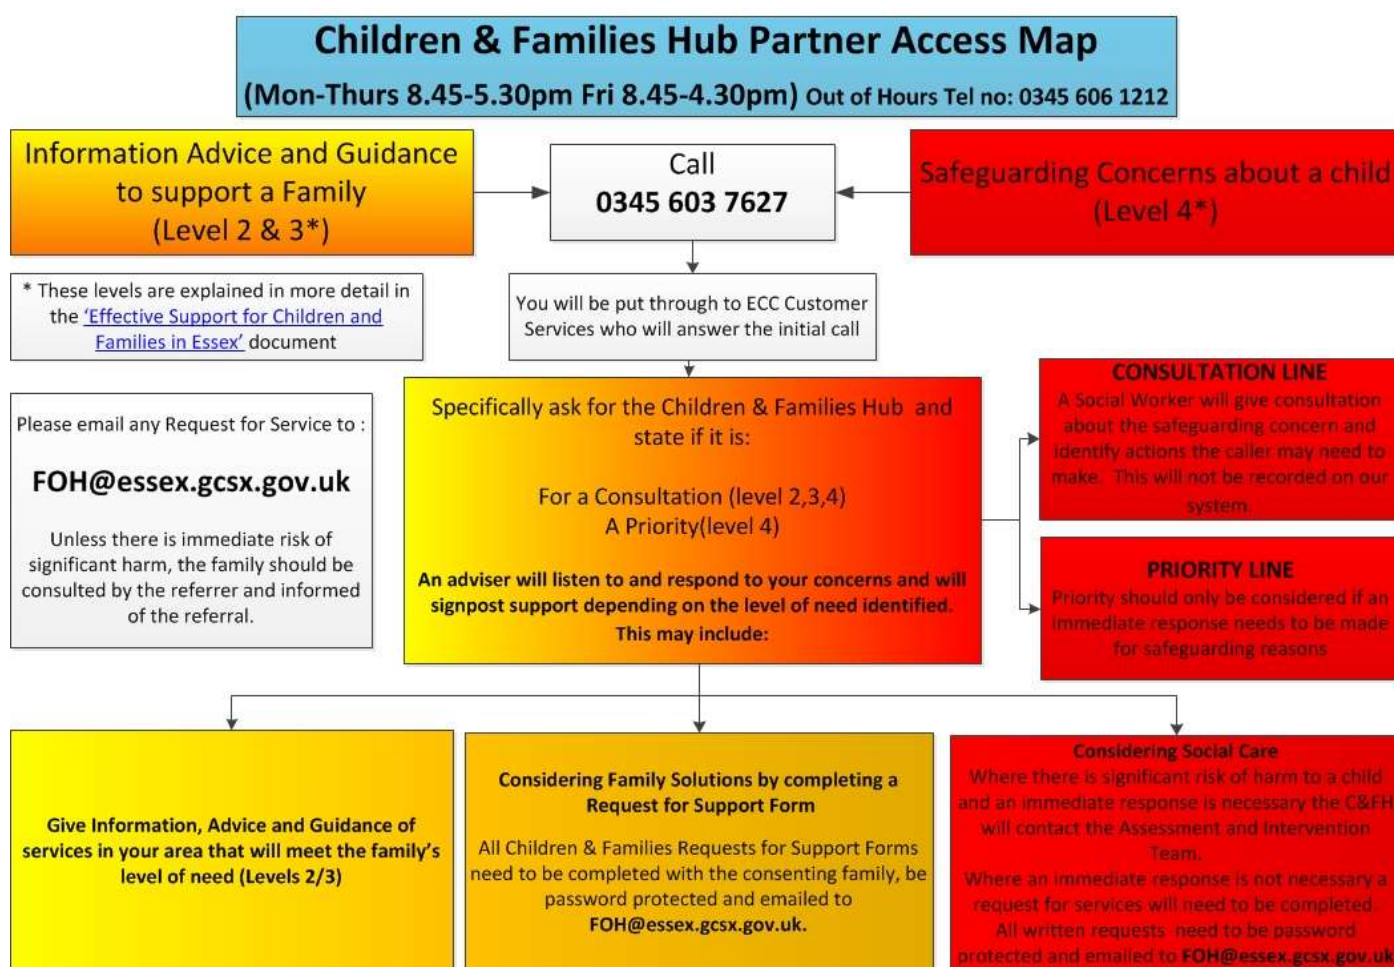 Children & Families Hub Partner Access Map
(Mon-Thurs 8.45-5.30pm Fri 8.45-4.30pm) Out of Hours Tel no: 0345 606 1212
Information Advice and Guidance
to support a Family
(Level 2 & 3*)
Call
0345 603 7627
Safeguarding Concerns about a child
(Level 4*)
* These levels are explained in more detail in
the ‘Effective Support for Children and
Families in Essex’ document
You will be put through to ECC Customer
Services who will answer the initial call
Please email any Request for Service to :
FOH@essex.gcsx.gov.uk
Unless there is immediate risk of
significant harm, the family should be
consulted by the referrer and informed
of the referral.
Specifically ask for the Children & Families Hub and
state if it is:
For a Consultation (level 2,3,4)
A Priority(level 4)
An adviser will listen to and respond to your concerns and will
signpost support depending on the level of need identified.
This may include:
CONSULTATION LINE
A Social Worker will give consultation
about the safeguarding concern and
identify actions the caller may need to
make. This will not be recorded on our
system.
PRIORITY LINE
Priority should only be considered if an
immediate response needs to be made
for safeguarding reasons
Give Information, Advice and Guidance of
services in your area that will meet the family’s
level of need (Levels 2/3)
Considering Family Solutions by completing a
Request for Support Form
All Children & Families Requests for Support Forms
need to be completed with the consenting family, be
password protected and emailed to
FOH@essex.gcsx.gov.uk.
Considering Social Care
Where there is significant risk of harm to a child
and an immediate response is necessary the C&FH
will contact the Assessment and Intervention
Team.
Where an immediate response is not necessary a
request for services will need to be completed.
All written requests need to be password
protected and emailed to FOH@essex.gcsx.gov.uk